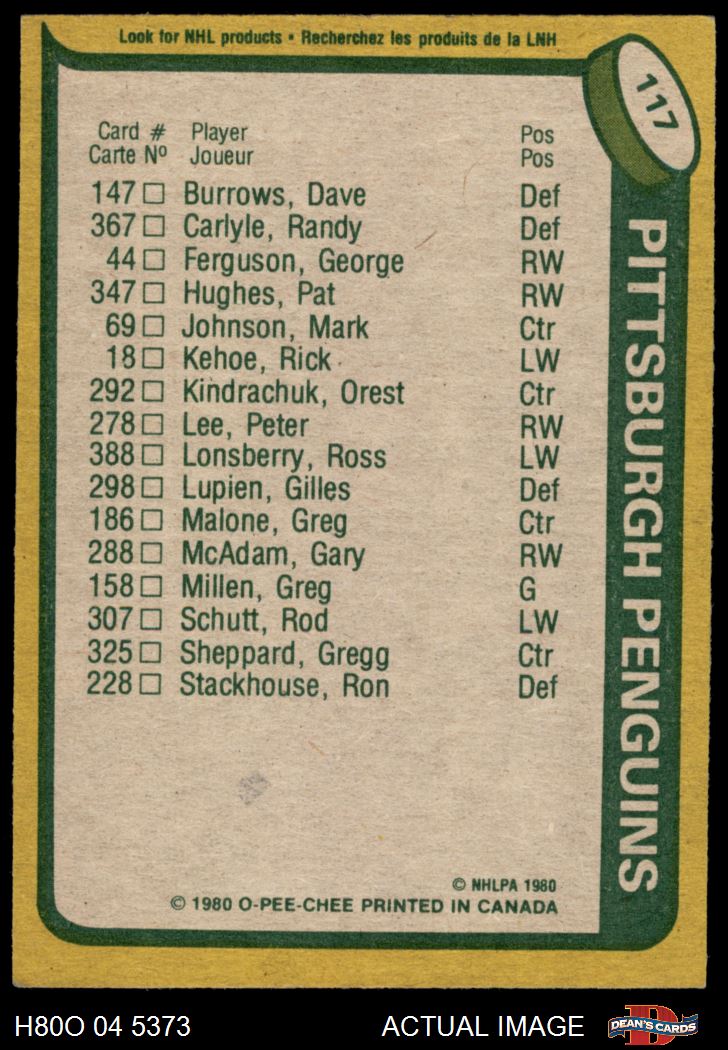 Look for NHL products • Recherchez les produits de la LNH
117
Card # Player Pos
Carte Nº Joueur Pos
147 □ Burrows, Dave Def
367 □ Carlyle, Randy Def
44 □ Ferguson, George RW
347 □ Hughes, Pat RW
69 □ Johnson, Mark Ctr
18 □ Kehoe, Rick LW
292 □ Kindrachuk, Orest Ctr
278 □ Lee, Peter RW
388 □ Lonsberry, Ross LW
298 □ Lupien, Gilles Def
186 □ Malone, Greg Ctr
288 □ McAdam, Gary RW
158 □ Millen, Greg G
307 □ Schutt, Rod LW
325 □ Sheppard, Gregg Ctr
228 □ Stackhouse, Ron Def
PITTSBURGH PENGUINS
© NHLPA 1980
© 1980 O-PEE-CHEE PRINTED IN CANADA
H80O 04 5373 ACTUAL IMAGE
D
DEAN'S CARDS